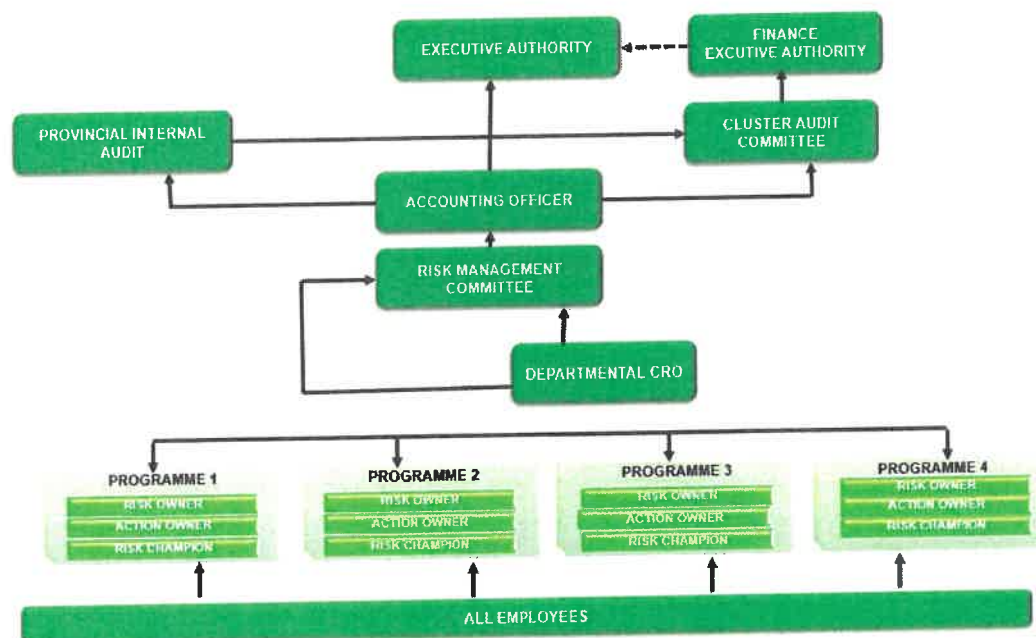 EXECUTIVE AUTHORITY
FINANCE
EXCUTIVE AUTHORITY
PROVINCIAL INTERNAL
AUDIT
CLUSTER AUDIT
COMMITTEE
ACCOUNTING OFFICER
RISK MANAGEMENT
COMMITTEE
DEPARTMENTAL CRO
PROGRAMME 1
RISK OWNER
ACTION OWNER
RISK CHAMPION
PROGRAMME 2
RISK OWNER
ACTION OWNER
RISK CHAMPION
PROGRAMME 3
RISK OWNER
ACTION OWNER
RISK CHAMPION
PROGRAMME 4
RISK OWNER
ACTION OWNER
RISK CHAMPION
ALL EMPLOYEES